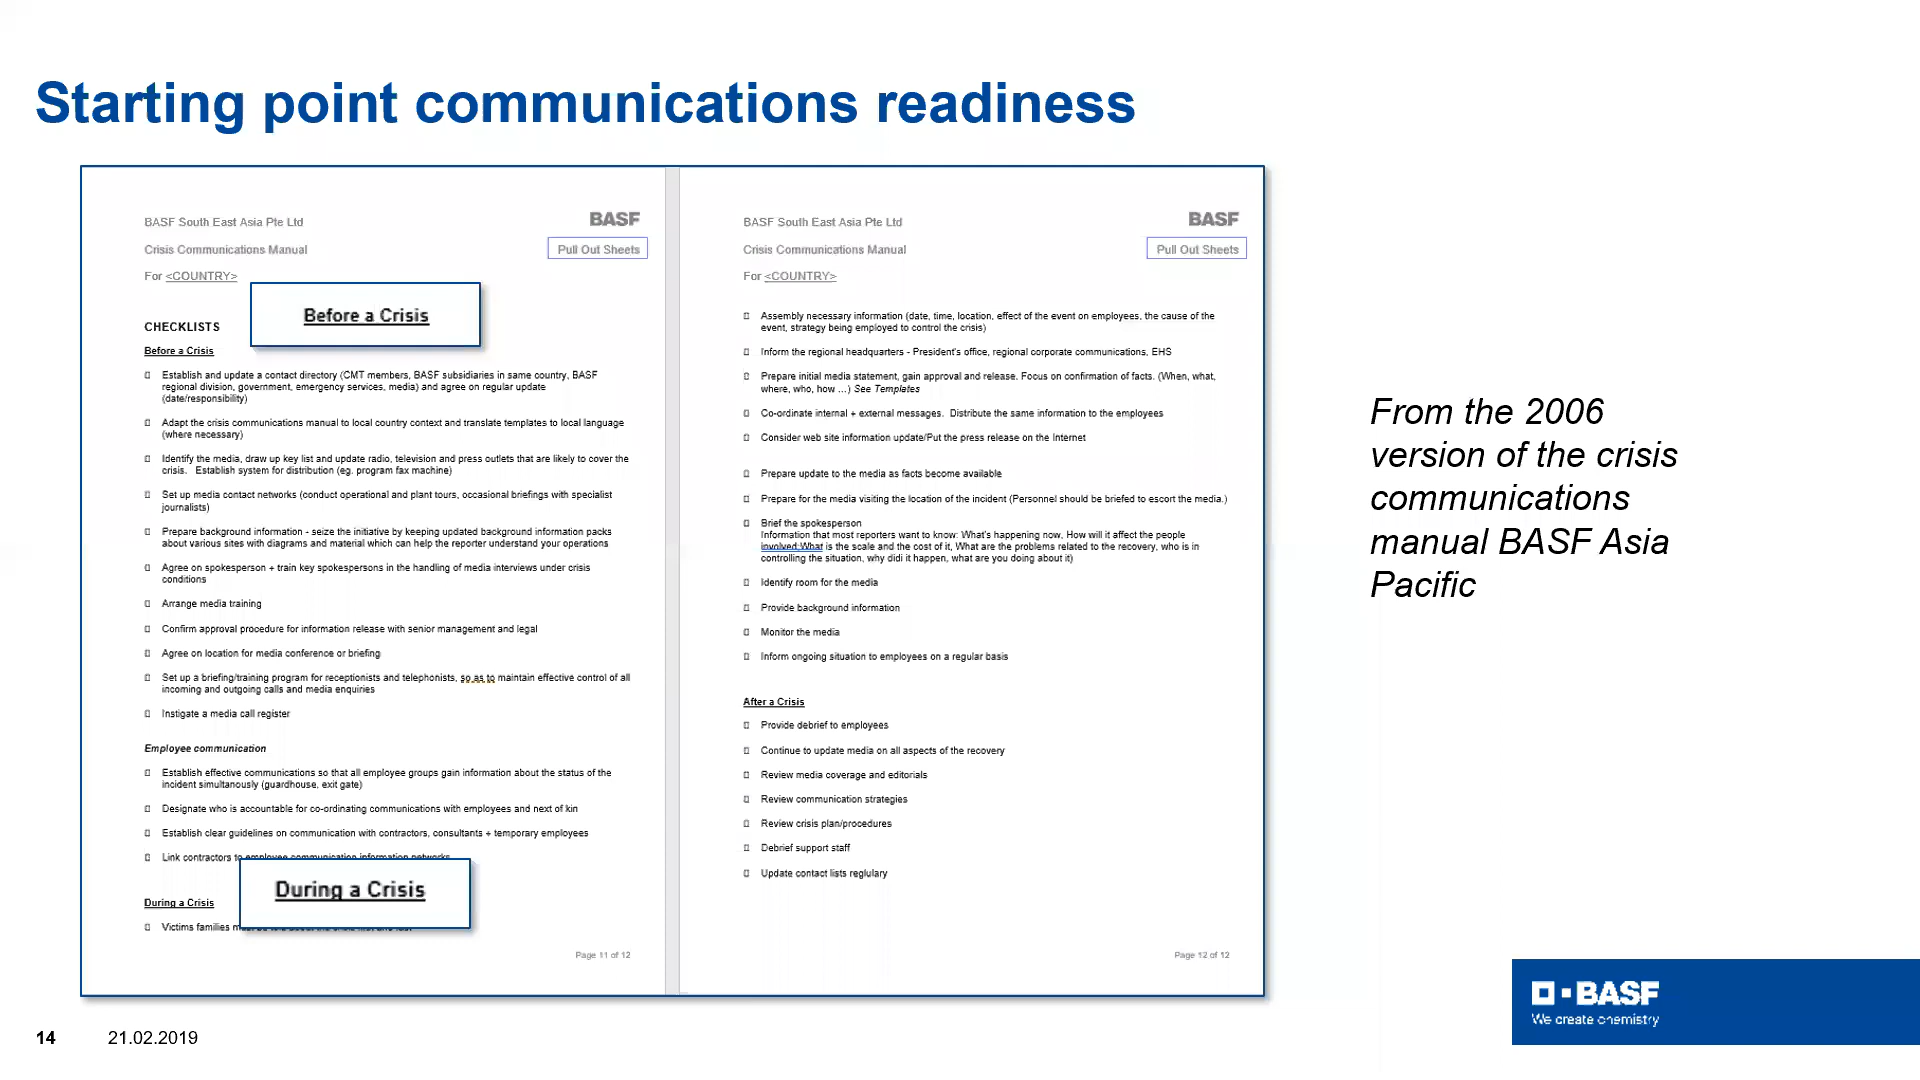 Starting point communications readiness
BASF South East Asia Pte Ltd
BASF
Crisis Communications Manual
Pull Out Sheets
For <COUNTRY>
Before a Crisis
CHECKLISTS
Before a Crisis
Establish and update a contact directory (CMT members, BASF subsidiaries in same country, BASF
regional division, government, emergency services, media) and agree on regular update
(date/responsibility)
Adapt the crisis communications manual to local country context and translate templates to local language
(where necessary)
Identify the media, draw up key list and update radio, television and press outlets that are likely to cover the
crisis. Establish system for distribution (eg. program fax machine)
Set up media contact networks (conduct operational and plant tours, occasional briefings with specialist
journalists)
Prepare background information - seize the initiative by keeping updated background information packs
about various sites with diagrams and material which can help the reporter understand your operations
Agree on spokesperson + train key spokespersons in the handling of media interviews under crisis
conditions
Arrange media training
Confirm approval procedure for information release with senior management and legal
Agree on location for media conference or briefing
Set up a briefing/training program for receptionists and telephonists, so as to maintain effective control of all
incoming and outgoing calls and media enquiries
Instigate a media call register
Employee communication
Establish effective communications so that all employee groups gain information about the status of the
incident simultanously (guardhouse, exit gate)
Designate who is accountable for co-ordinating communications with employees and next of kin
Establish clear guidelines on communication with contractors, consultants + temporary employees
Link contractors to employee communication information networks
During a Crisis
During a Crisis
Victims families
Page 11 of 12
BASF South East Asia Pte Ltd
BASF
Crisis Communications Manual
Pull Out Sheets
For <COUNTRY>
Assembly necessary information (date, time, location, effect of the event on employees, the cause of the
event, strategy being employed to control the crisis)
Inform the regional headquarters - President's office, regional corporate communications, EHS
Prepare initial media statement, gain approval and release. Focus on confirmation of facts. (When, what,
where, who, how ...) See Templates
Co-ordinate internal + external messages. Distribute the same information to the employees
Consider web site information update/Put the press release on the Internet
Prepare update to the media as facts become available
Prepare for the media visiting the location of the incident (Personnel should be briefed to escort the media.)
Brief the spokesperson
Information that most reporters want to know: What's happening now, How will it affect the people
involved;What is the scale and the cost of it, What are the problems related to the recovery, who is in
controlling the situation, why didi it happen, what are you doing about it)
Identify room for the media
Provide background information
Monitor the media
Inform ongoing situation to employees on a regular basis
After a Crisis
Provide debrief to employees
Continue to update media on all aspects of the recovery
Review media coverage and editorials
Review communication strategies
Review crisis plan/procedures
Debrief support staff
Update contact lists reglulary
Page 12 of 12
From the 2006
version of the crisis
communications
manual BASF Asia
Pacific
BASF
We create chemistry
14
21.02.2019